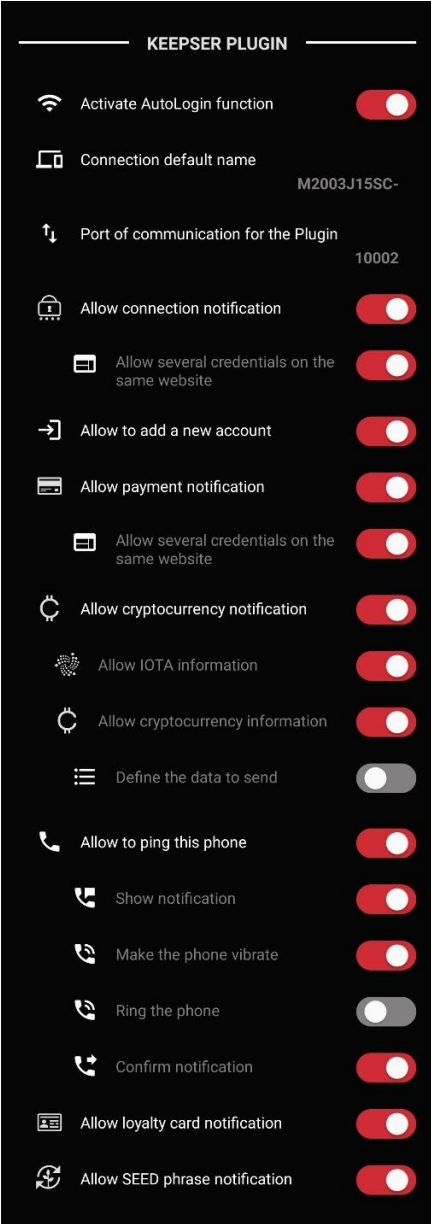 KEEPSER PLUGIN
Activate AutoLogin function
Connection default name
M2003J15SC-
Port of communication for the Plugin
10002
Allow connection notification
Allow several credentials on the
same website
Allow to add a new account
Allow payment notification
Allow several credentials on the
same website
Allow cryptocurrency notification
Allow IOTA information
Allow cryptocurrency information
Define the data to send
Allow to ping this phone
Show notification
Make the phone vibrate
Ring the phone
Confirm notification
Allow loyalty card notification
Allow SEED phrase notification